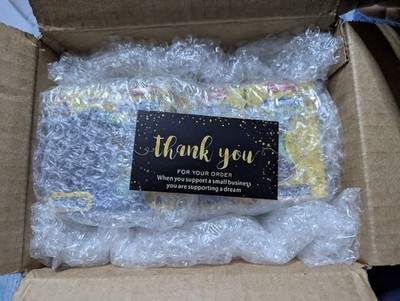 thank you
FOR YOUR ORDER
When you support a small business
you are supporting a dream